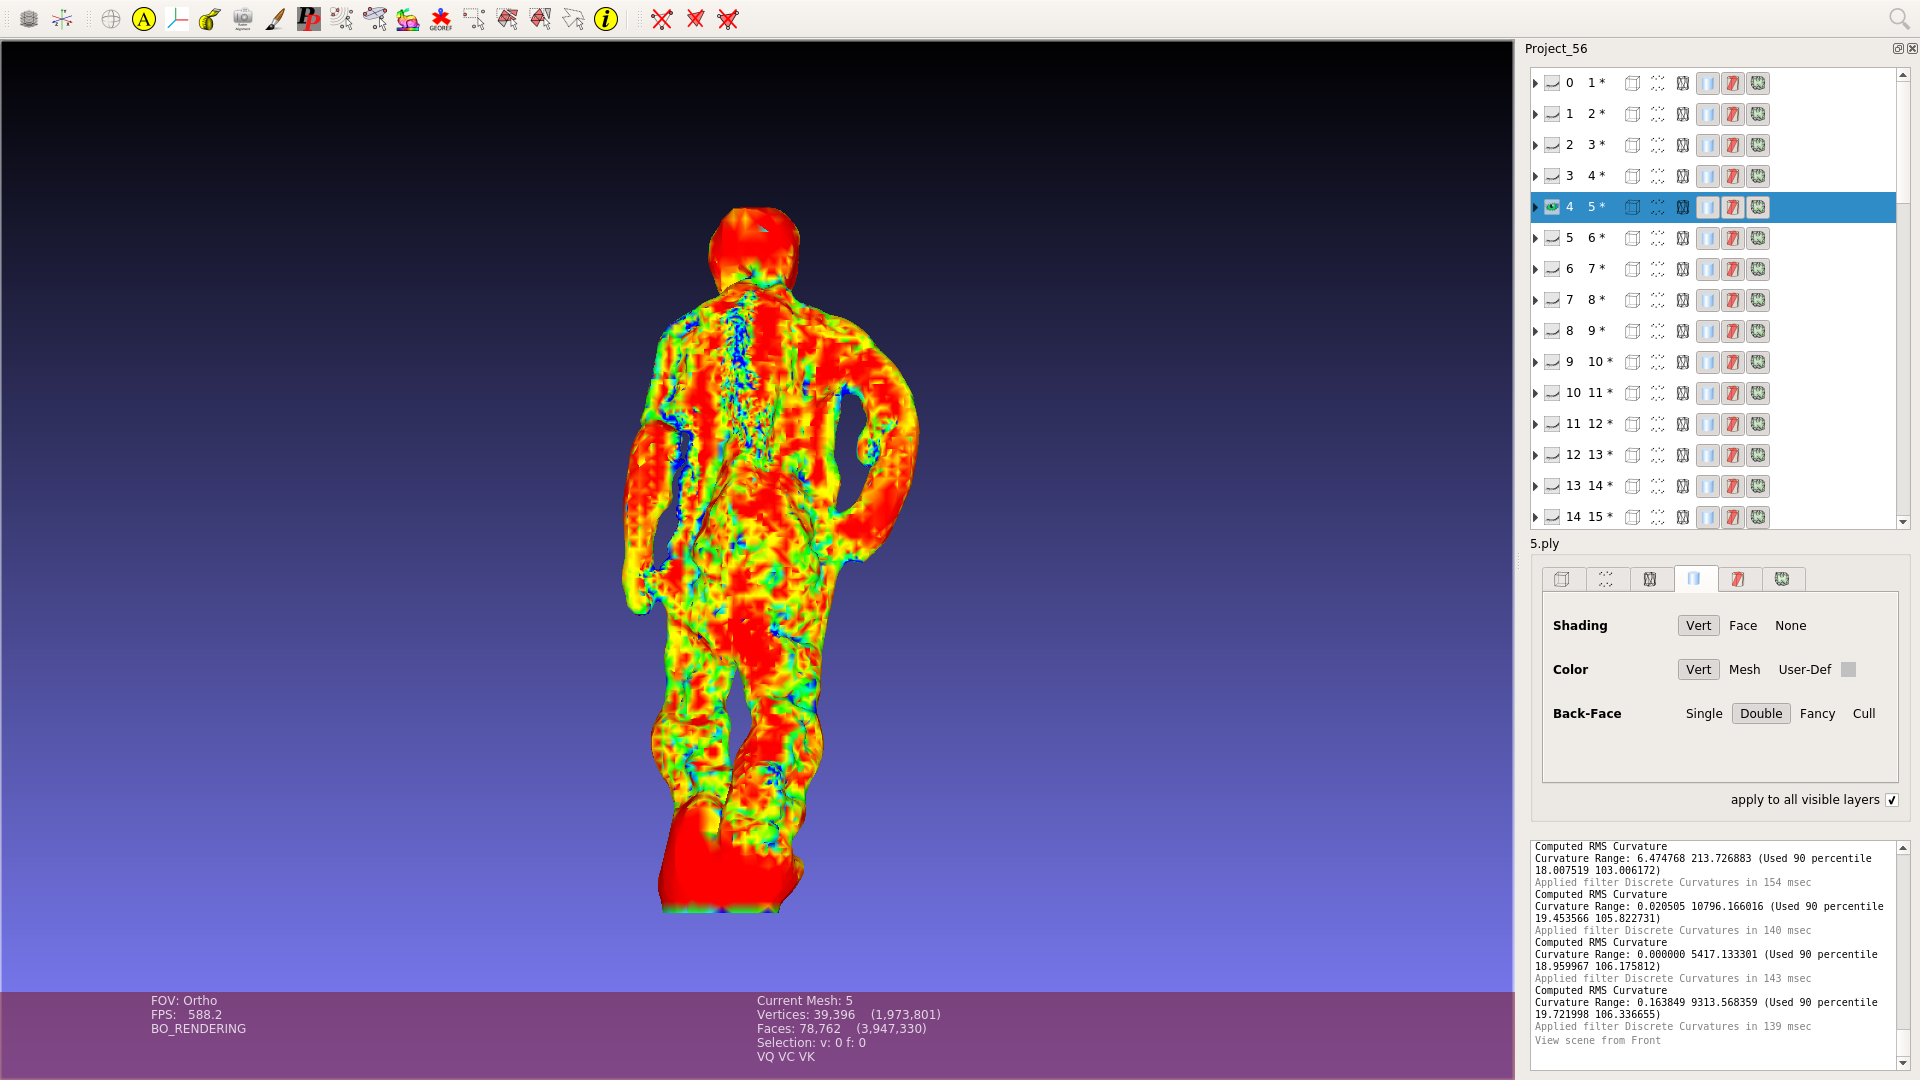 A
PP
GEOREF
i
Project_56
0 1 *
1 2 *
2 3 *
3 4 *
4 5 *
5 6 *
6 7 *
7 8 *
8 9 *
9 10 *
10 11 *
11 12 *
12 13 *
13 14 *
14 15 *
5.ply
Shading Vert Face None
Color Vert Mesh User-Def
Back-Face Single Double Fancy Cull
apply to all visible layers
Computed RMS Curvature
Curvature Range: 6.474768 213.726883 (Used 90 percentile
18.007519 103.006172)
Applied filter Discrete Curvatures in 154 msec
Computed RMS Curvature
Curvature Range: 0.020505 10796.166016 (Used 90 percentile
19.453566 105.822731)
Applied filter Discrete Curvatures in 140 msec
Computed RMS Curvature
Curvature Range: 0.000000 5417.133301 (Used 90 percentile
18.959967 106.175812)
Applied filter Discrete Curvatures in 143 msec
Computed RMS Curvature
Curvature Range: 0.163849 9313.568359 (Used 90 percentile
19.721998 106.336655)
Applied filter Discrete Curvatures in 139 msec
View scene from Front
FOV: Ortho
FPS: 588.2
BO_RENDERING
Current Mesh: 5
Vertices: 39,396 (1,973,801)
Faces: 78,762 (3,947,330)
Selection: v: 0 f: 0
VQ VC VK